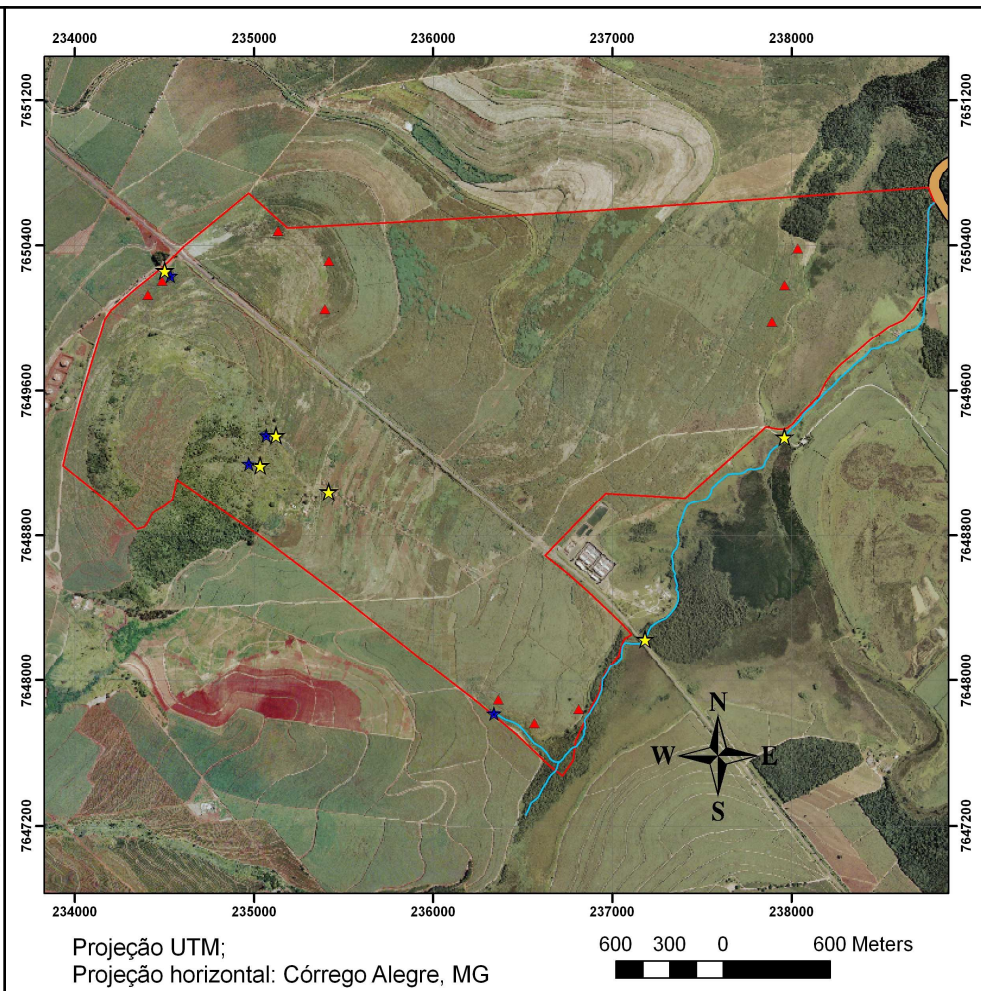 234000 235000 236000 237000 238000
7651200 7651200
7650400 7650400
7649600 7649600
7648800 7648800
7648000 7648000
N
W E
S
7647200 7647200
234000 235000 236000 237000 238000
Projeção UTM;
600 300 0 600 Meters
Projeção horizontal: Córrego Alegre, MG